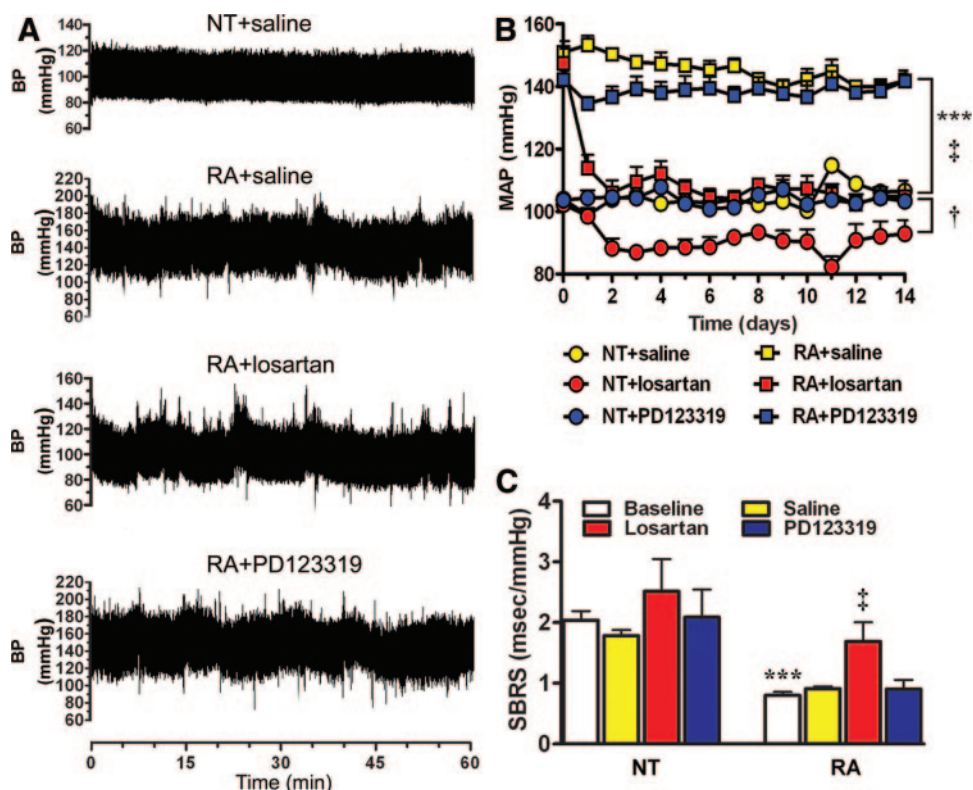 A
NT+saline
BP
(mmHg)
140
120
100
80
60
RA+saline
BP
(mmHg)
220
200
180
160
140
120
100
80
60
RA+losartan
BP
(mmHg)
160
140
120
100
80
60
RA+PD123319
BP
(mmHg)
220
200
180
160
140
120
100
80
60
0 15 30 45 60
Time (min)
B
MAP (mmHg)
160
140
120
100
80
***
‡
†
0 2 4 6 8 10 12 14
Time (days)
NT+saline RA+saline
NT+losartan RA+losartan
NT+PD123319 RA+PD123319
C
SBRS (msec/mmHg)
4
3
2
1
0
Baseline Saline
Losartan PD123319
‡
***
NT RA